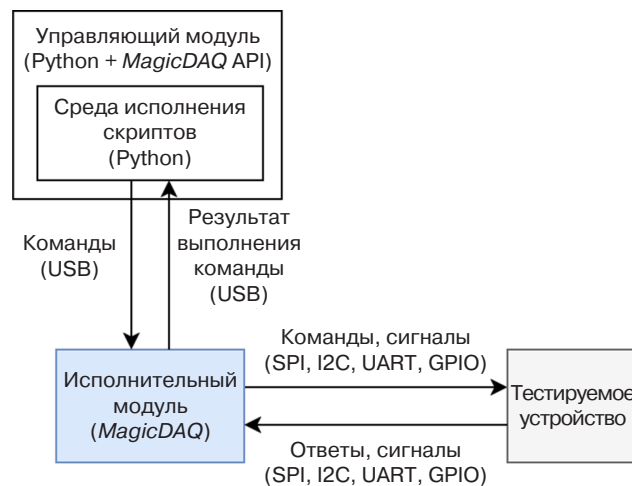 Управляющий модуль
(Python + MagicDAQ API)
Среда исполнения
скриптов
(Python)
Команды
(USB)
Результат
выполнения
команды
(USB)
Исполнительный
модуль
(MagicDAQ)
Команды, сигналы
(SPI, I2C, UART, GPIO)
Ответы, сигналы
(SPI, I2C, UART, GPIO)
Тестируемое
устройство